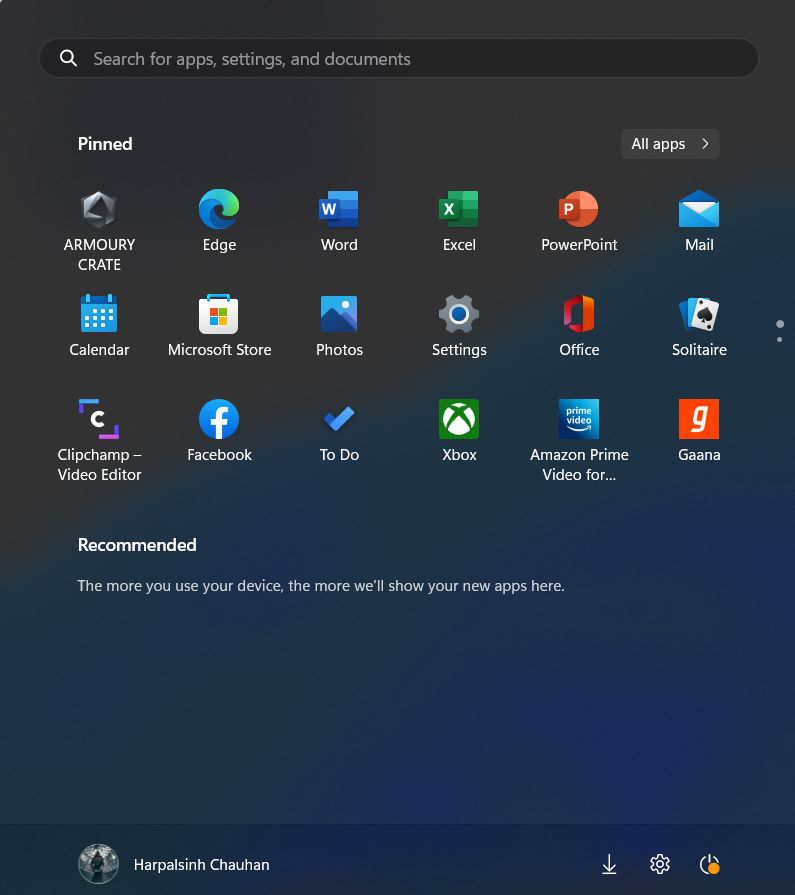 Search for apps, settings, and documents
Pinned
All apps
ARMOURY
CRATE
Edge
W
Word
X
Excel
P
PowerPoint
Mail
Calendar
Microsoft Store
Photos
Settings
Office
Solitaire
C
Clipchamp –
Video Editor
f
Facebook
To Do
Xbox
prime
video
Amazon Prime
Video for...
g
Gaana
Recommended
The more you use your device, the more we’ll show your new apps here.
Harpalsinh Chauhan